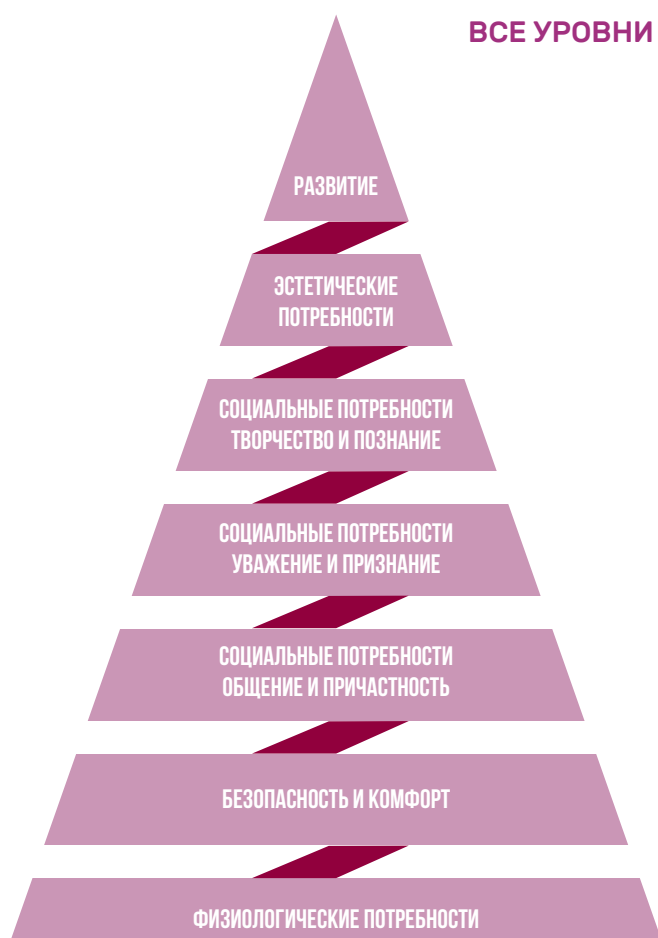 ВСЕ УРОВНИ
РАЗВИТИЕ
ЭСТЕТИЧЕСКИЕ
ПОТРЕБНОСТИ
СОЦИАЛЬНЫЕ ПОТРЕБНОСТИ
ТВОРЧЕСТВО И ПОЗНАНИЕ
СОЦИАЛЬНЫЕ ПОТРЕБНОСТИ
УВАЖЕНИЕ И ПРИЗНАНИЕ
СОЦИАЛЬНЫЕ ПОТРЕБНОСТИ
ОБЩЕНИЕ И ПРИЧАСТНОСТЬ
БЕЗОПАСНОСТЬ И КОМФОРТ
ФИЗИОЛОГИЧЕСКИЕ ПОТРЕБНОСТИ